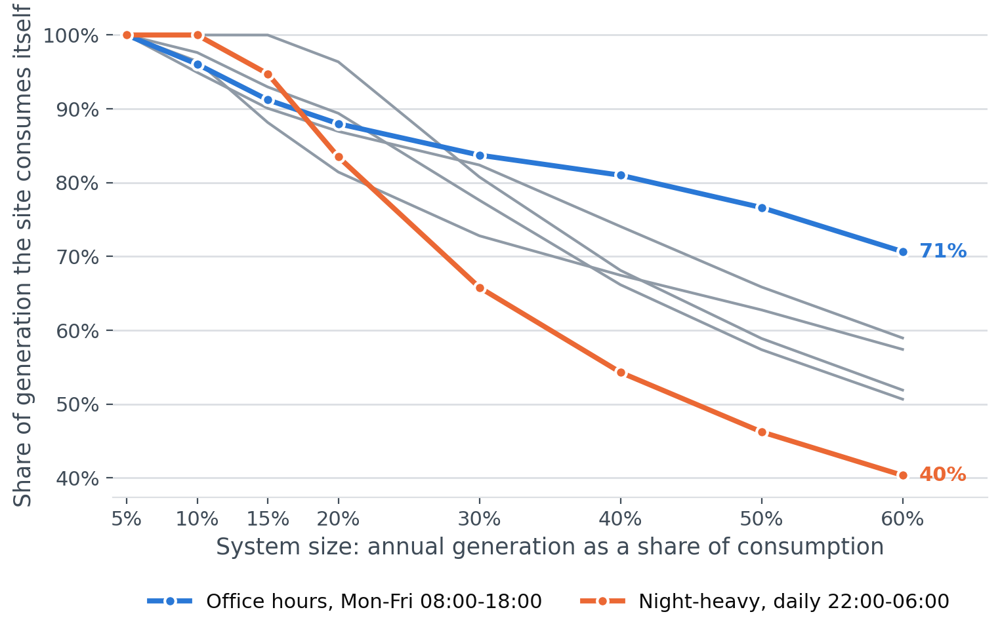 Share of generation the site consumes itself
100%
90%
80%
70%
60%
50%
40%
71%
40%
5% 10% 15% 20% 30% 40% 50% 60%
System size: annual generation as a share of consumption
Office hours, Mon-Fri 08:00-18:00 Night-heavy, daily 22:00-06:00